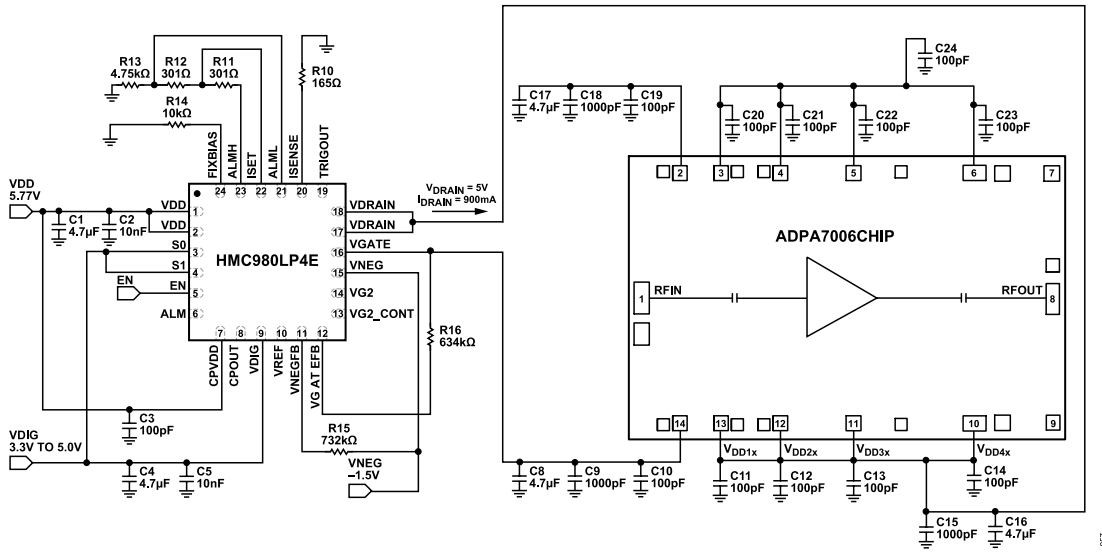 R13
4.75kΩ
R12
301Ω
R11
301Ω
R14
10kΩ
R10
165Ω
FIXBIAS
ALMH
ISET
ALML
ISENSE
TRIGOUT
24
23
22
21
20
19
VDD
5.77V
C1
4.7µF
C2
10nF
VDD
VDD
S0
S1
EN
EN
ALM
1
2
3
4
5
6
HMC980LP4E
18
17
16
15
14
13
VDRAIN
VDRAIN
VGATE
VNEG
VG2
VG2_CONT
VDRAIN = 5V
IDRAIN = 900mA
7
8
9
10
11
12
CPVDD
CPOUT
VDIG
VREF
VNEGFB
VG AT EFB
R16
634kΩ
C3
100pF
R15
732kΩ
VDIG
3.3V TO 5.0V
C4
4.7µF
C5
10nF
VNEG
–1.5V
C17
4.7µF
C18
1000pF
C19
100pF
C24
100pF
C20
100pF
C21
100pF
C22
100pF
C23
100pF
2
3
4
5
6
7
ADPA7006CHIP
1
RFIN
RFOUT
8
14
13
12
11
10
9
VDD1x
VDD2x
VDD3x
VDD4x
C8
4.7µF
C9
1000pF
C10
100pF
C11
100pF
C12
100pF
C13
100pF
C14
100pF
C15
1000pF
C16
4.7µF